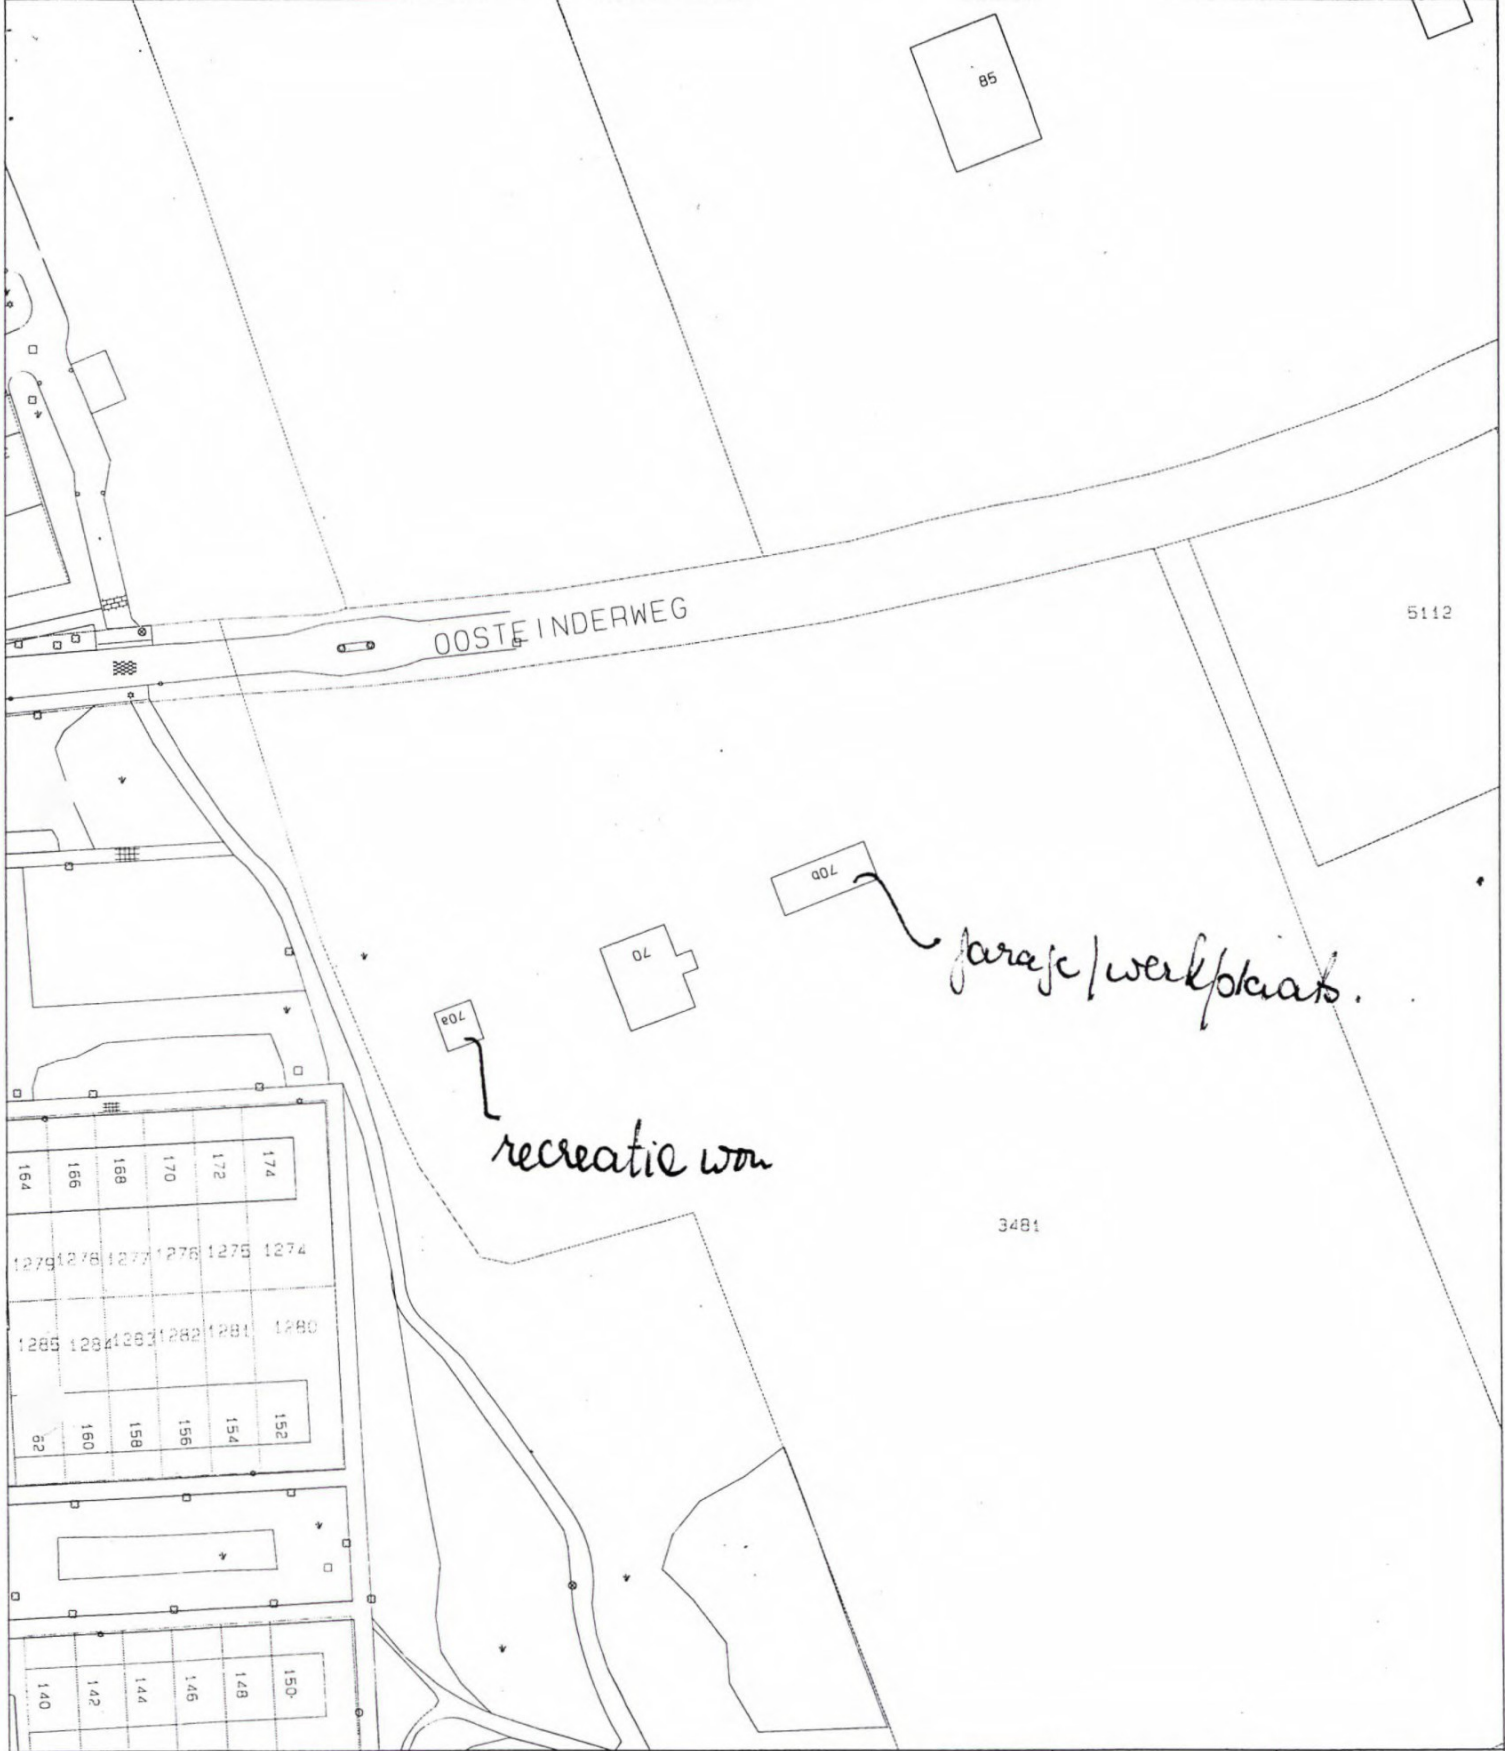 85
OOSTEINDERWEG
5112
70b
garage/werkplaats.
70
70a
recreatie won
3481
164 166 168 170 172 174
1279 1278 1277 1276 1275 1274
1285 1284 1283 1282 1281 1280
62 160 158 156 154 152
140 142 144 146 148 150